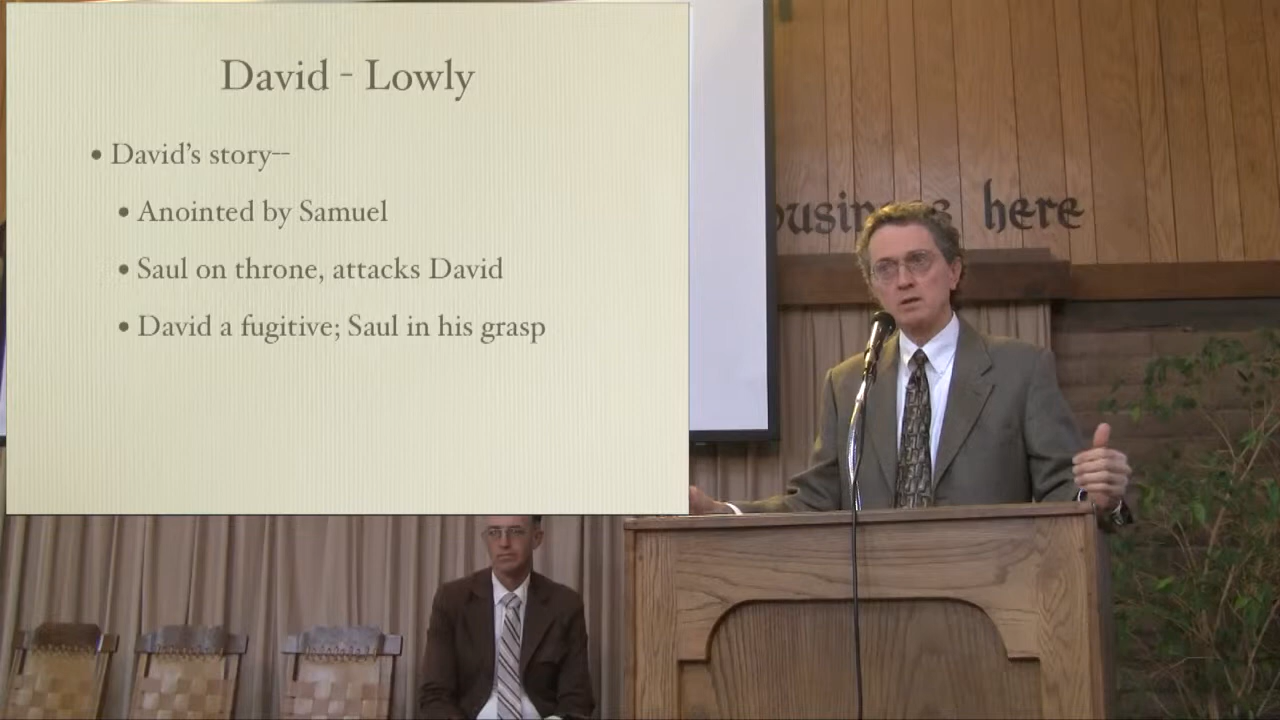 David - Lowly
• David's story--
• Anointed by Samuel
• Saul on throne, attacks David
• David a fugitive; Saul in his grasp
business here